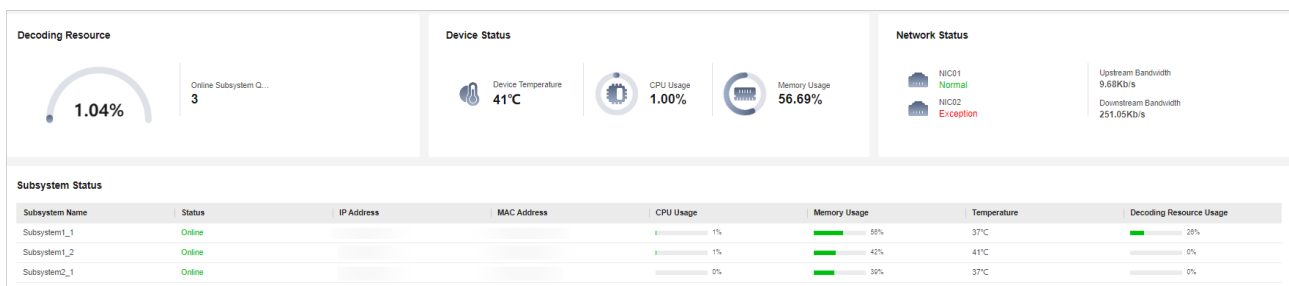 Decoding Resource
1.04%
Online Subsystem Q...
3
Device Status
Device Temperature
41℃
CPU Usage
1.00%
Memory Usage
56.69%
Network Status
NIC01
Normal
NIC02
Exception
Upstream Bandwidth
9.68Kb/s
Downstream Bandwidth
251.05Kb/s
Subsystem Status
Subsystem Name Status IP Address MAC Address CPU Usage Memory Usage Temperature Decoding Resource Usage
Subsystem1_1 Online 1% 56% 37℃ 28%
Subsystem1_2 Online 1% 42% 41℃ 0%
Subsystem2_1 Online 0% 39% 37℃ 0%